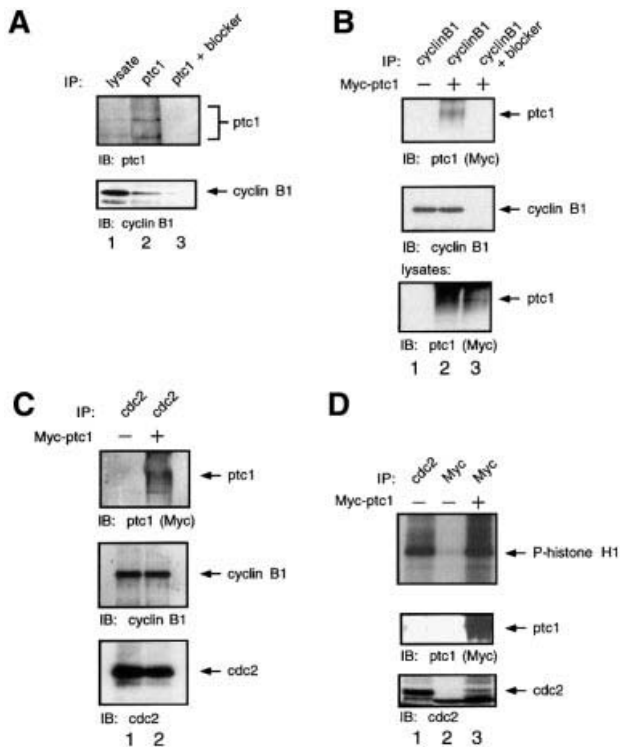 A
IP: lysate ptc1 ptc1 + blocker
ptc1
IB: ptc1
cyclin B1
IB: cyclin B1
1 2 3
B
IP: cyclinB1 cyclinB1 cyclinB1 + blocker
Myc-ptc1 − + +
ptc1
IB: ptc1 (Myc)
cyclin B1
IB: cyclin B1
lysates:
ptc1
IB: ptc1 (Myc)
1 2 3
C
IP: cdc2 cdc2
Myc-ptc1 − +
ptc1
IB: ptc1 (Myc)
cyclin B1
IB: cyclin B1
cdc2
IB: cdc2
1 2
D
IP: cdc2 Myc Myc
Myc-ptc1 − − +
P-histone H1
ptc1
IB: ptc1 (Myc)
cdc2
IB: cdc2
1 2 3